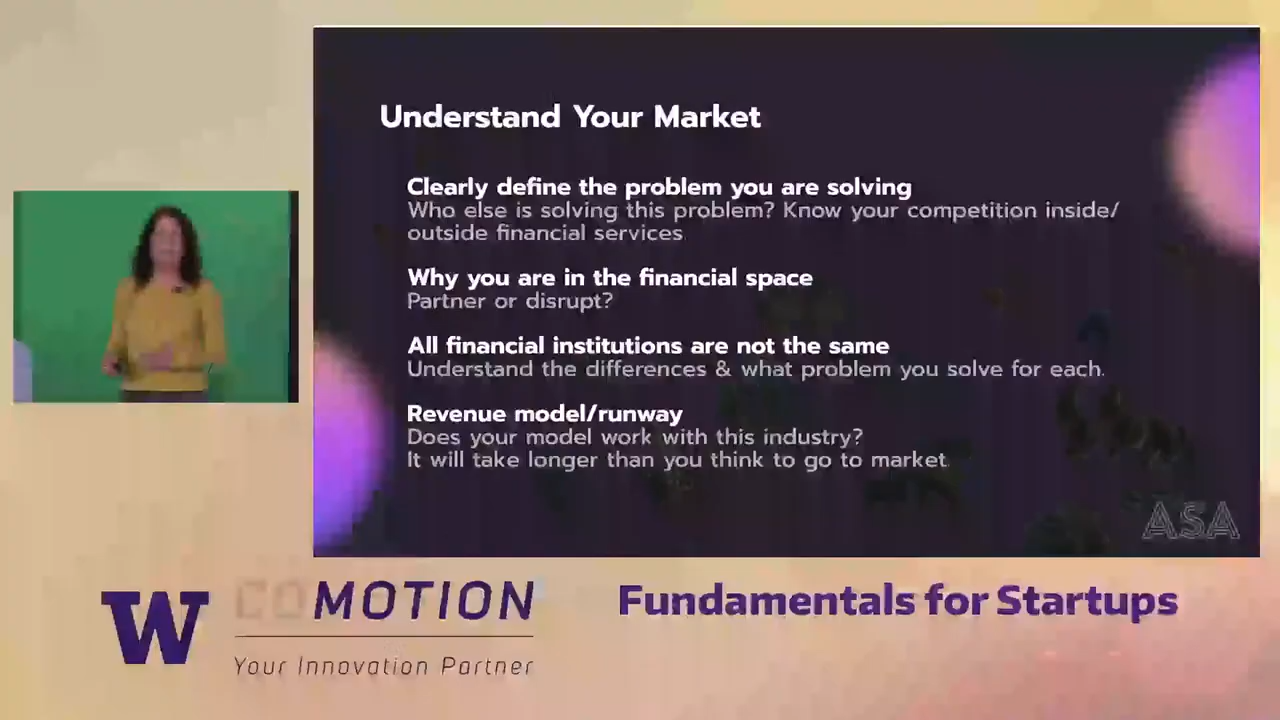 Understand Your Market
Clearly define the problem you are solving
Who else is solving this problem? Know your competition inside/
outside financial services.
Why you are in the financial space
Partner or disrupt?
All financial institutions are not the same
Understand the differences & what problem you solve for each.
Revenue model/runway
Does your model work with this industry?
It will take longer than you think to go to market.
ASA
W
COMOTION
Your Innovation Partner
Fundamentals for Startups